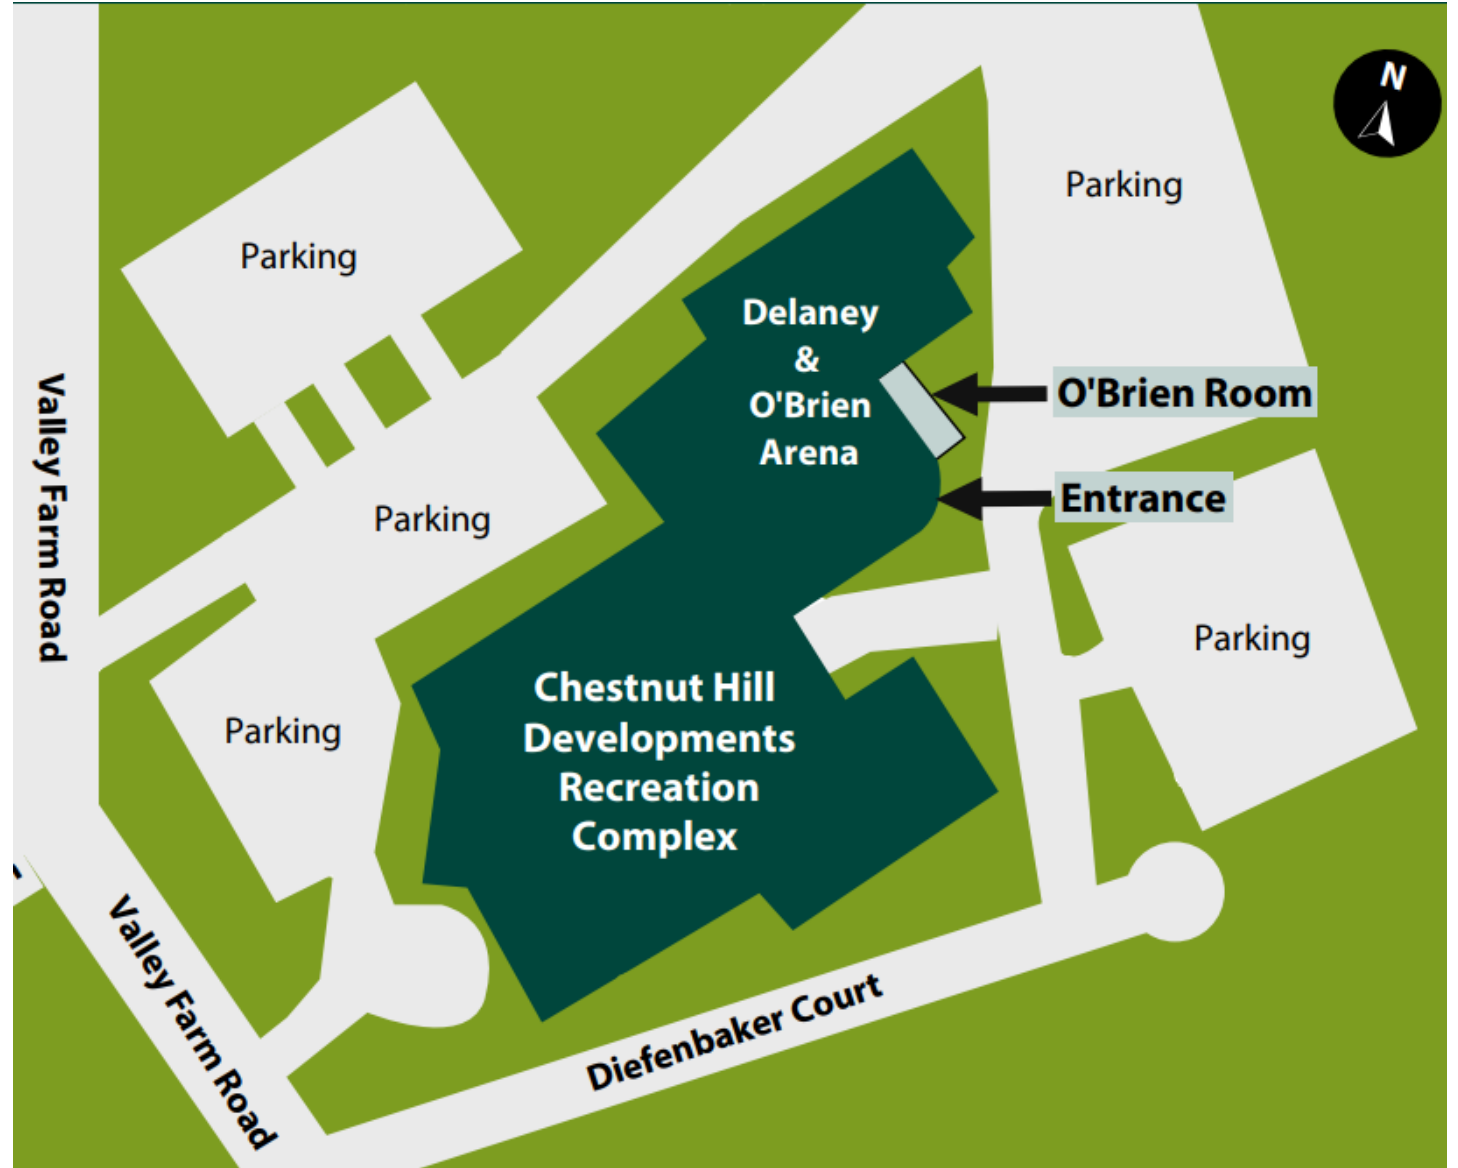 N
Parking
Parking
Delaney
&
O'Brien
Arena
O'Brien Room
Entrance
Valley Farm Road
Parking
Parking
Chestnut Hill
Developments
Recreation
Complex
Parking
Valley Farm Road
Diefenbaker Court